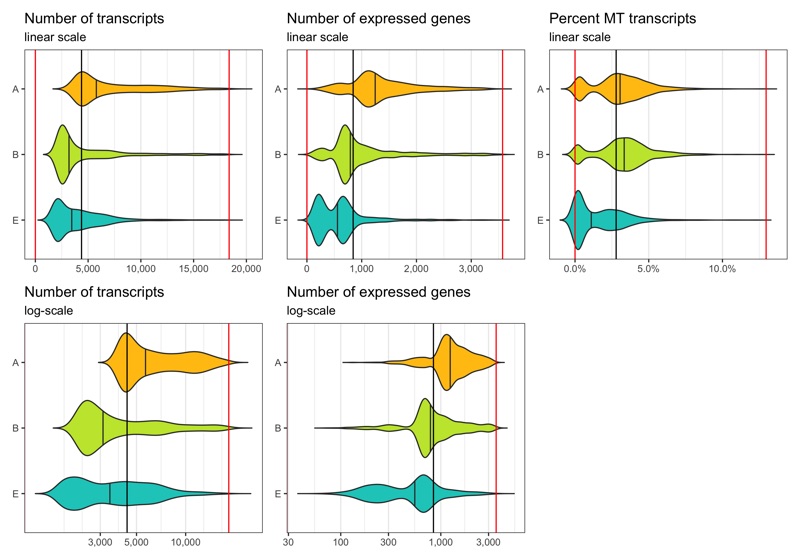 Number of transcripts
linear scale
A
B
E
0
5,000
10,000
15,000
20,000
Number of expressed genes
linear scale
A
B
E
0
1,000
2,000
3,000
Percent MT transcripts
linear scale
A
B
E
0.0%
5.0%
10.0%
Number of transcripts
log-scale
A
B
E
3,000
5,000
10,000
Number of expressed genes
log-scale
A
B
E
30
100
300
1,000
3,000